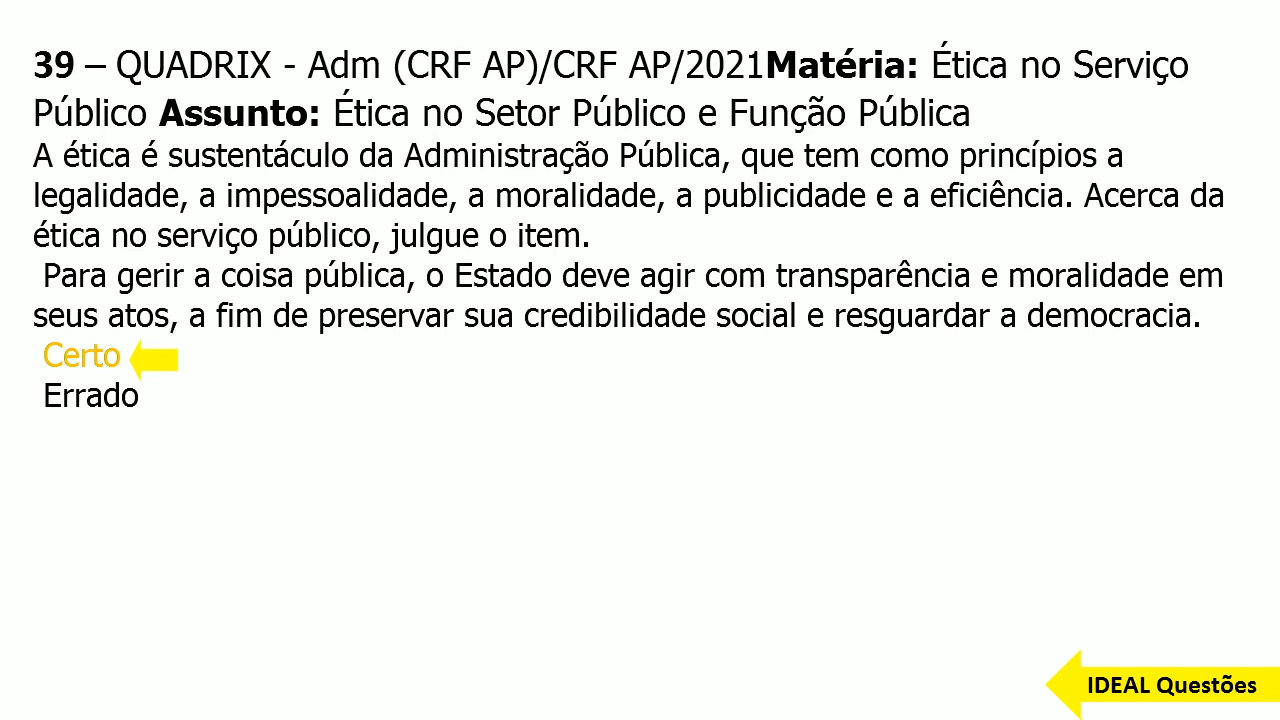 39 – QUADRIX - Adm (CRF AP)/CRF AP/2021Matéria: Ética no Serviço
Público Assunto: Ética no Setor Público e Função Pública
A ética é sustentáculo da Administração Pública, que tem como princípios a
legalidade, a impessoalidade, a moralidade, a publicidade e a eficiência. Acerca da
ética no serviço público, julgue o item.
Para gerir a coisa pública, o Estado deve agir com transparência e moralidade em
seus atos, a fim de preservar sua credibilidade social e resguardar a democracia.
Certo
Errado
IDEAL Questões